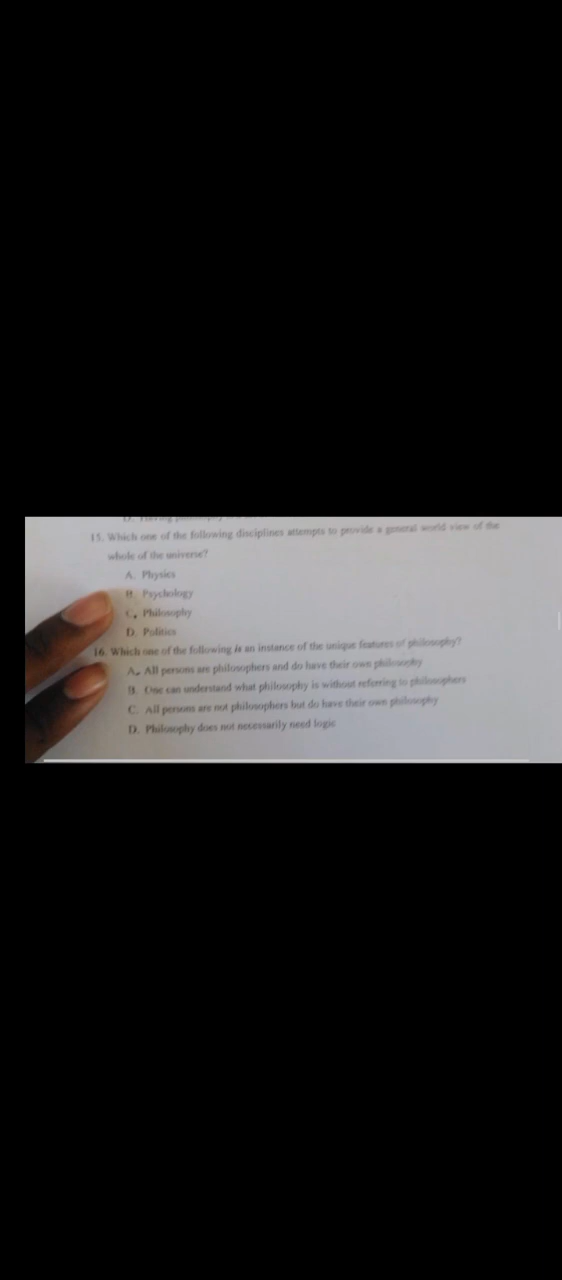 15. Which one of the following disciplines attempts to provide a general world view of the
whole of the universe?
A. Physics
B. Psychology
C. Philosophy
D. Politics
16. Which one of the following is an instance of the unique features of philosophy?
A. All persons are philosophers and do have their own philosophy
B. One can understand what philosophy is without referring to philosophers
C. All persons are not philosophers but do have their own philosophy
D. Philosophy does not necessarily need logic